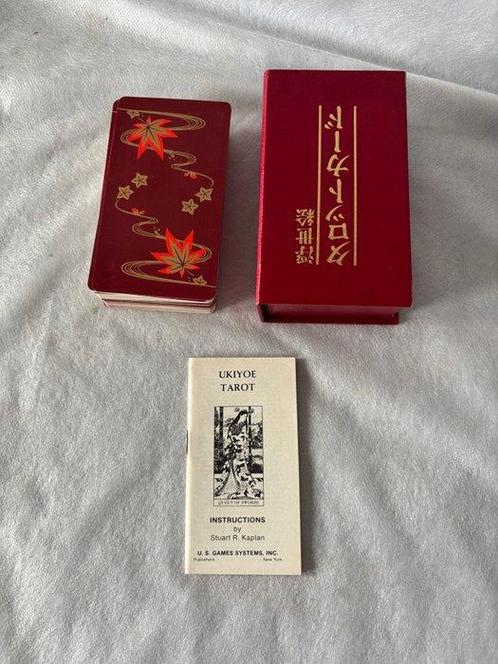 浮世絵
タロットカード
UKIYOE
TAROT
QUEEN OF SWORDS
INSTRUCTIONS
by
Stuart R. Kaplan
U. S. GAMES SYSTEMS, INC.
Publishers New York